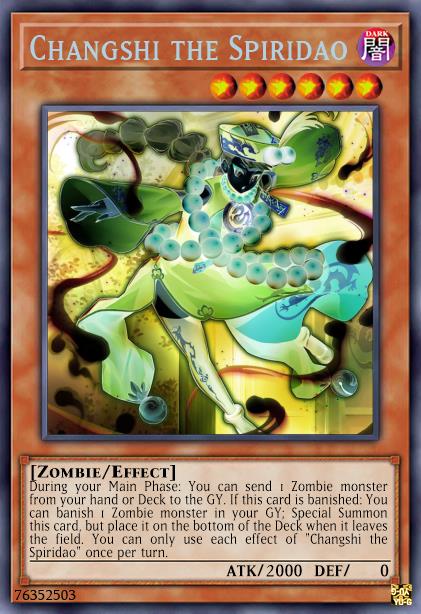 Changshi the Spiridao
DARK
闇
[Zombie/Effect]
During your Main Phase: You can send 1 Zombie monster
from your hand or Deck to the GY. If this card is banished: You
can banish 1 Zombie monster in your GY; Special Summon
this card, but place it on the bottom of the Deck when it leaves
the field. You can only use each effect of "Changshi the
Spiridao" once per turn.
ATK/2000 DEF/ 0
76352503